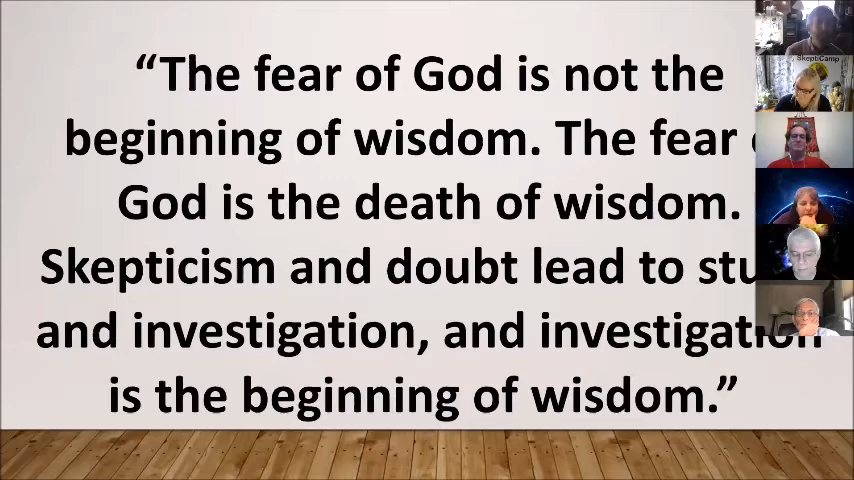 “The fear of God is not the
beginning of wisdom. The fear
God is the death of wisdom.
Skepticism and doubt lead to
and investigation, and investigation
is the beginning of wisdom.”
SkeptiCamp